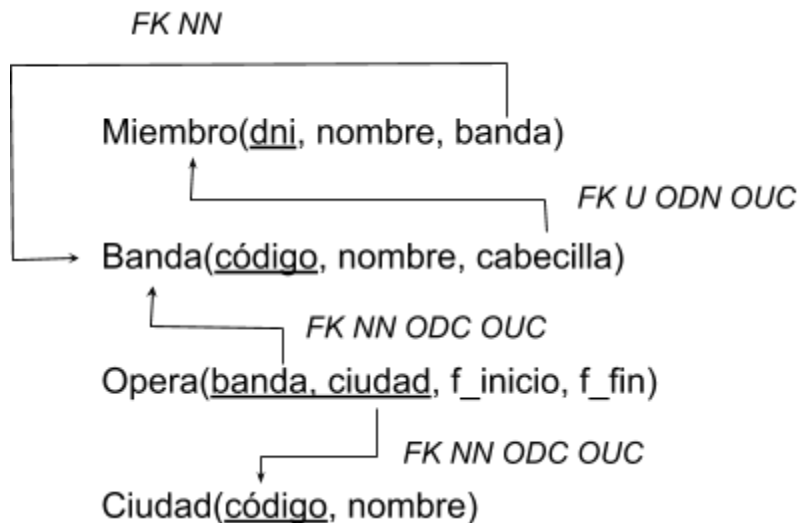 FK NN
Miembro(dni, nombre, banda)
FK U ODN OUC
Banda(código, nombre, cabecilla)
FK NN ODC OUC
Opera(banda, ciudad, f_inicio, f_fin)
FK NN ODC OUC
Ciudad(código, nombre)